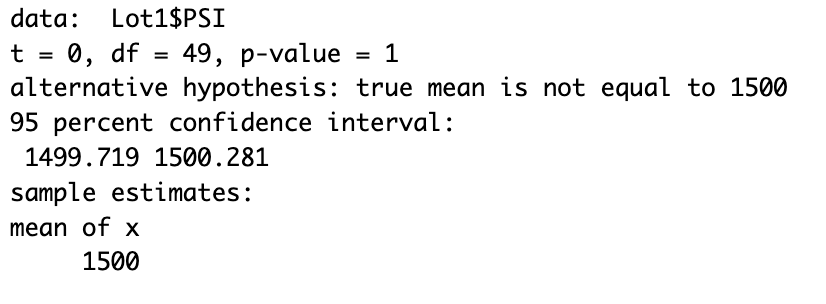 data:  Lot1$PSI
t = 0, df = 49, p-value = 1
alternative hypothesis: true mean is not equal to 1500
95 percent confidence interval:
 1499.719 1500.281
sample estimates:
mean of x
     1500